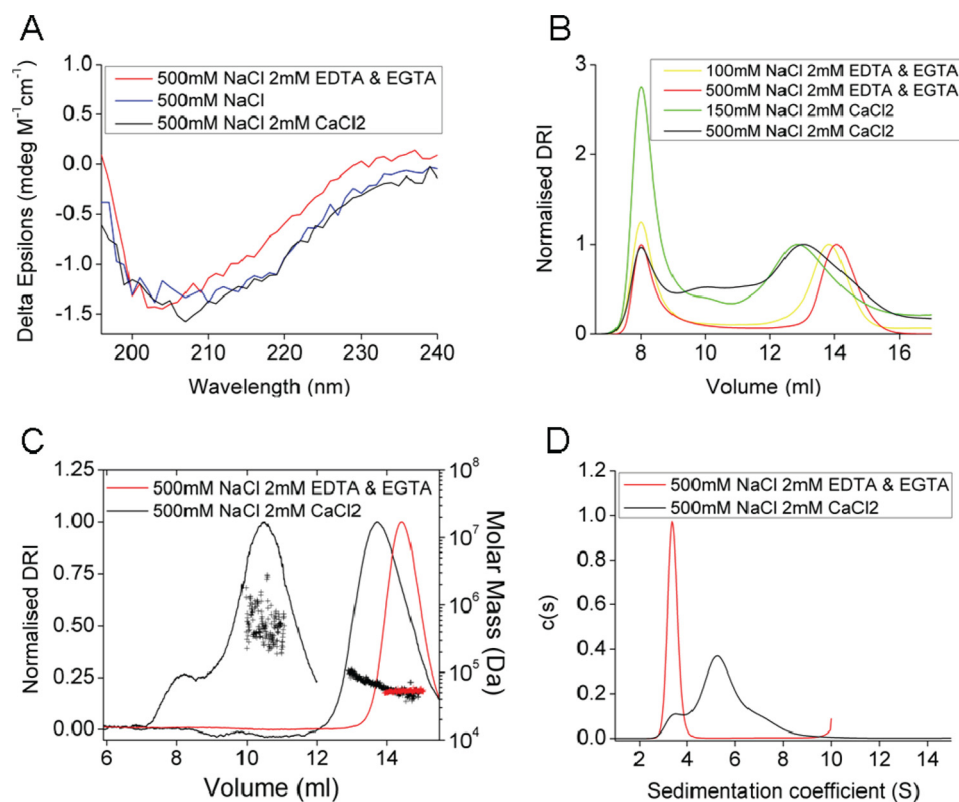 A
Delta Epsilons (mdeg M⁻¹cm⁻¹)
1.0
0.5
0.0
-0.5
-1.0
-1.5
500mM NaCl 2mM EDTA & EGTA
500mM NaCl
500mM NaCl 2mM CaCl2
200 210 220 230 240
Wavelength (nm)
B
Normalised DRI
3
2
1
0
100mM NaCl 2mM EDTA & EGTA
500mM NaCl 2mM EDTA & EGTA
150mM NaCl 2mM CaCl2
500mM NaCl 2mM CaCl2
8 10 12 14 16
Volume (ml)
C
Normalised DRI
1.25
1.00
0.75
0.50
0.25
0.00
500mM NaCl 2mM EDTA & EGTA
500mM NaCl 2mM CaCl2
10⁸
10⁷
10⁶
10⁵
10⁴
Molar Mass (Da)
6 8 10 12 14
Volume (ml)
D
c(s)
1.2
1.0
0.8
0.6
0.4
0.2
0.0
500mM NaCl 2mM EDTA & EGTA
500mM NaCl 2mM CaCl2
2 4 6 8 10 12 14
Sedimentation coefficient (S)